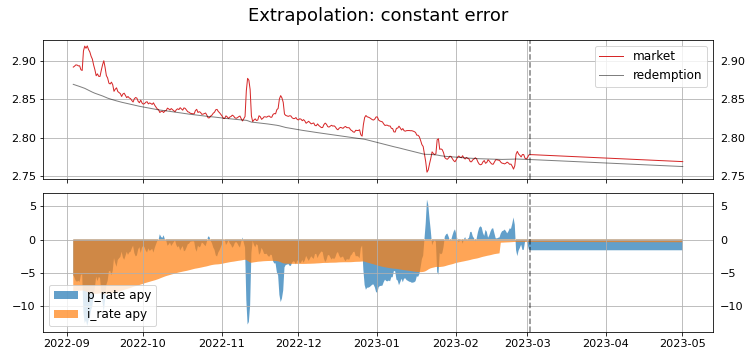 Extrapolation: constant error
2.90
2.85
2.80
2.75
market
redemption
2.90
2.85
2.80
2.75
5
0
−5
−10
p_rate apy
i_rate apy
5
0
−5
−10
2022-09 2022-10 2022-11 2022-12 2023-01 2023-02 2023-03 2023-04 2023-05